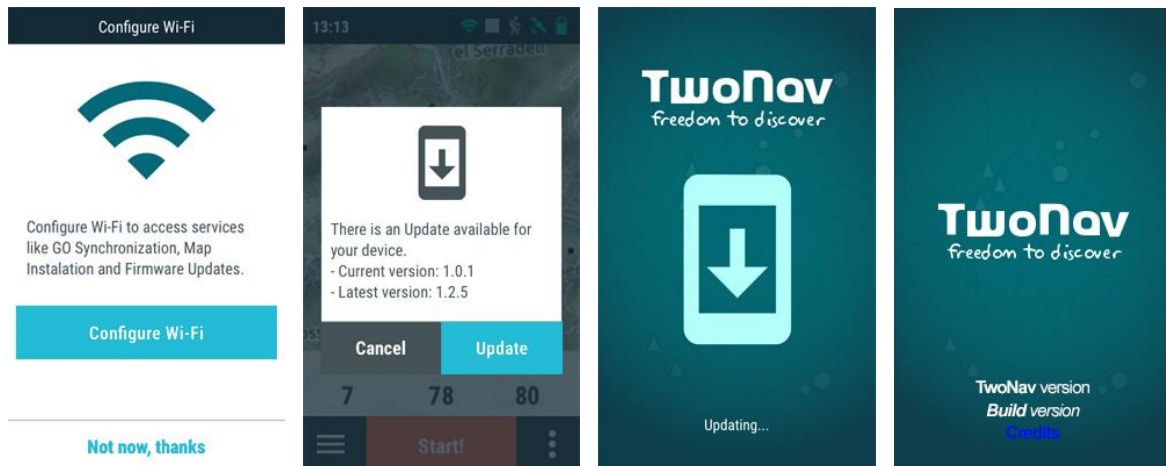 Configure Wi-Fi
Configure Wi-Fi to access services
like GO Synchronization, Map
Instalation and Firmware Updates.
Configure Wi-Fi
Not now, thanks
13:13
el Serradell
There is an Update available for
your device.
- Current version: 1.0.1
- Latest version: 1.2.5
Cancel
Update
7 78 80
Start!
TwoNav
freedom to discover
Updating...
TwoNav
freedom to discover
TwoNav version
Build version
Credits